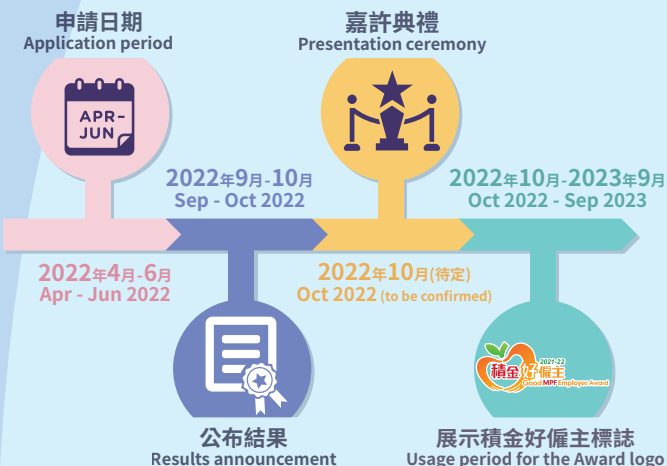 申請日期
Application period
APR-
JUN
2022年4月-6月
Apr - Jun 2022
2022年9月-10月
Sep - Oct 2022
公布結果
Results announcement
嘉許典禮
Presentation ceremony
2022年10月(待定)
Oct 2022 (to be confirmed)
2022年10月-2023年9月
Oct 2022 - Sep 2023
2021-22
積金好僱主
Good MPF Employer Award
展示積金好僱主標誌
Usage period for the Award logo